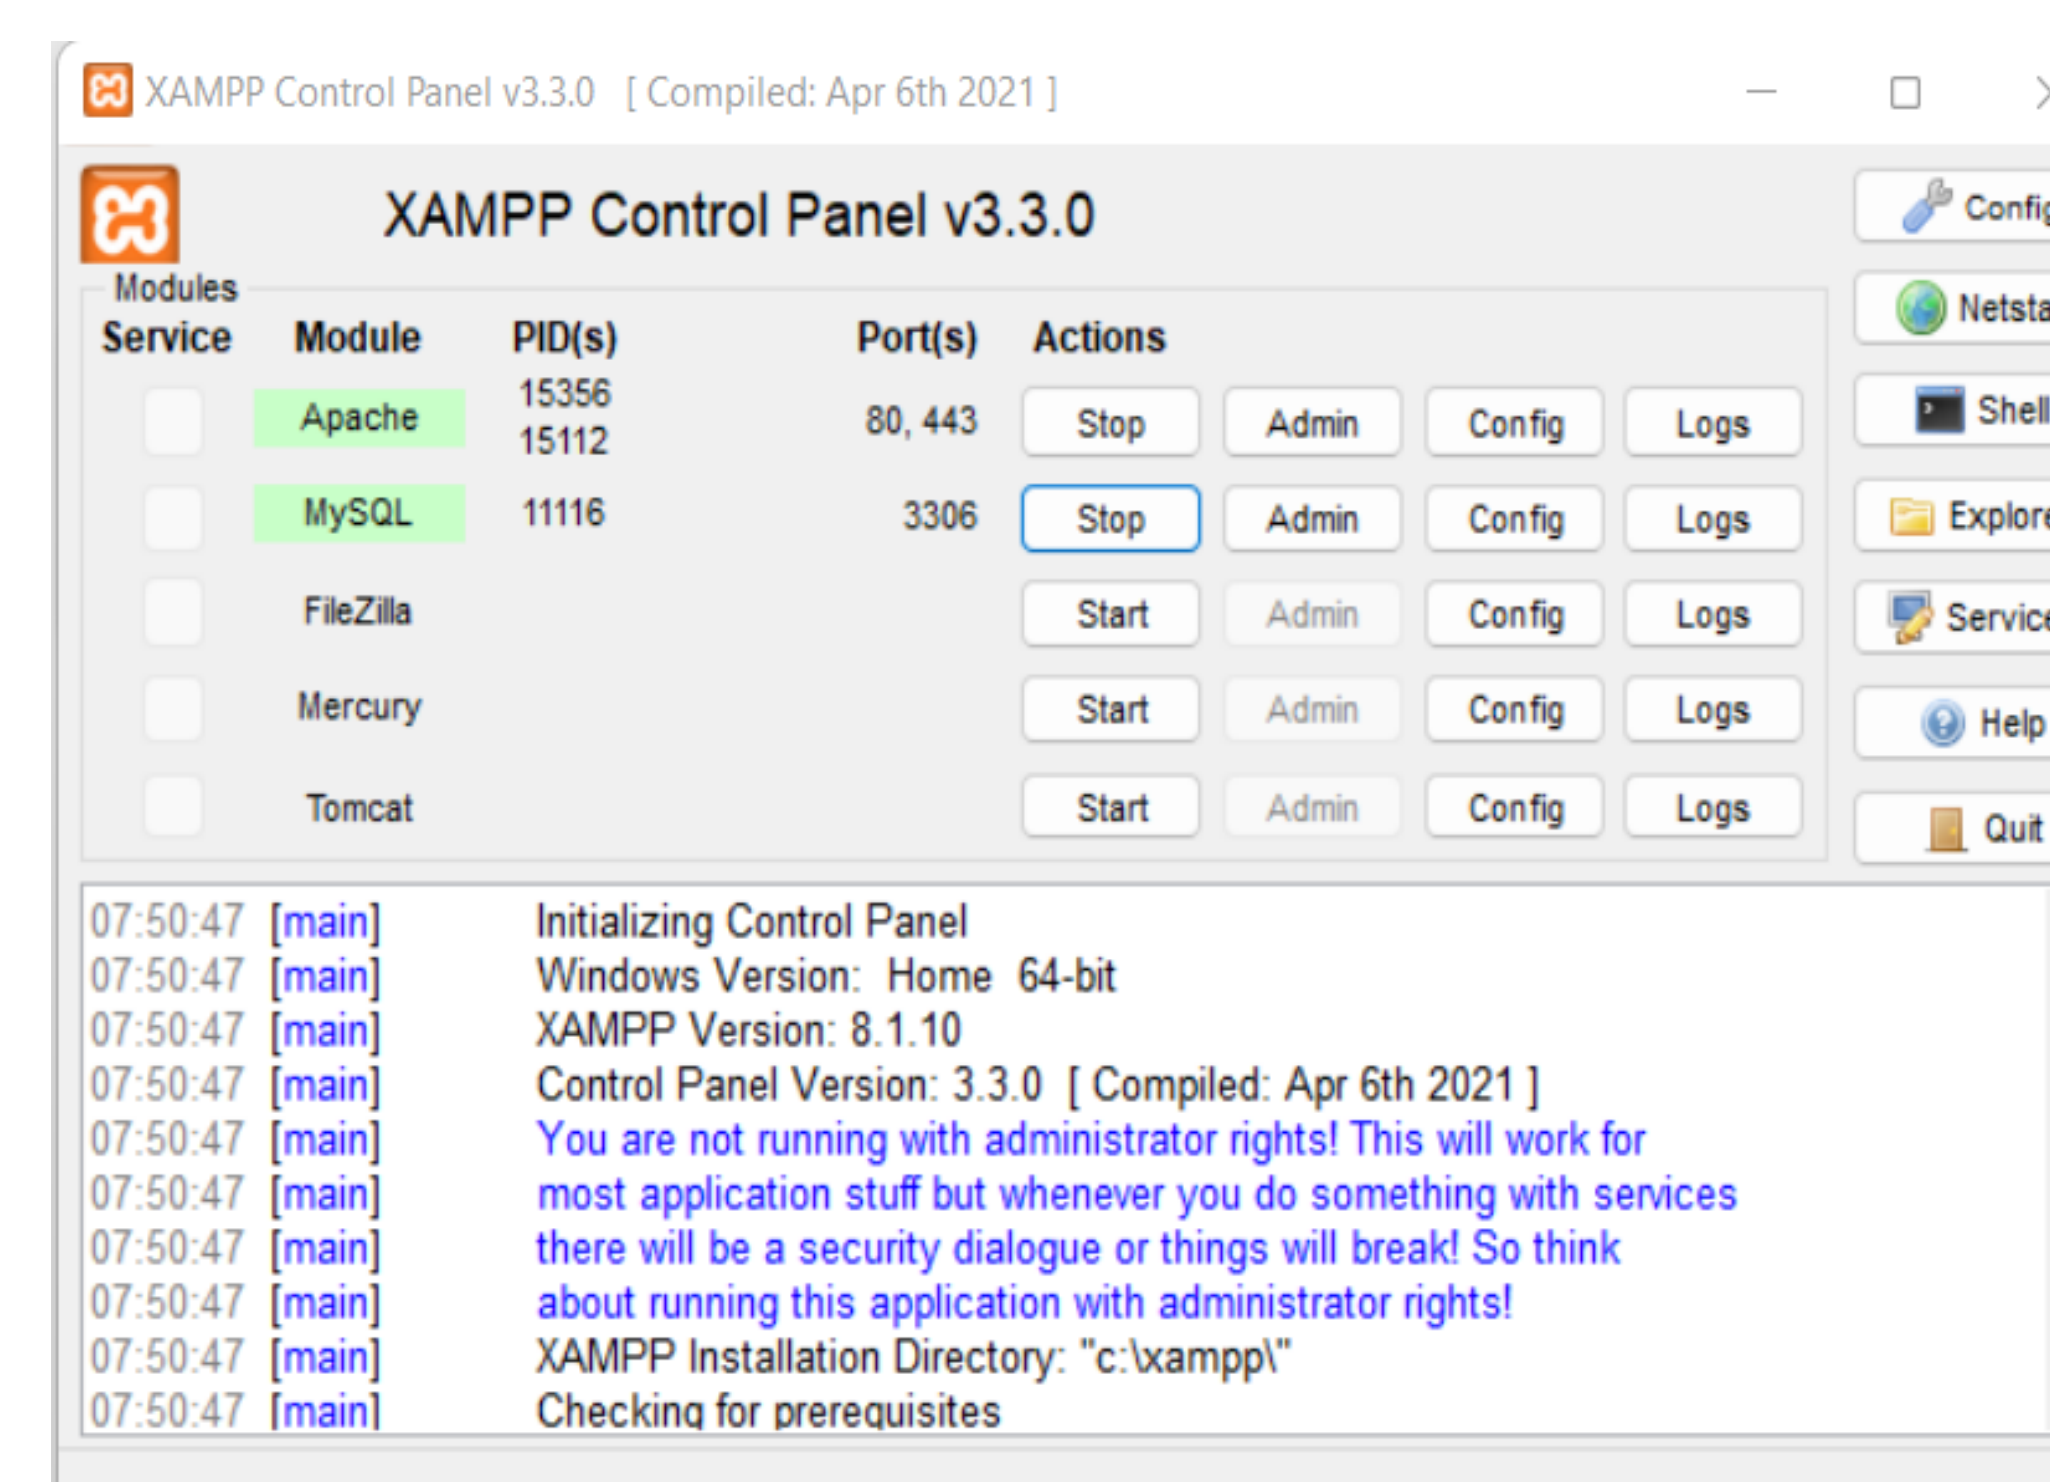 XAMPP Control Panel v3.3.0 [ Compiled: Apr 6th 2021 ]
XAMPP Control Panel v3.3.0
Config
Modules
Service Module PID(s) Port(s) Actions
Netsta
Apache 15356 15112 80, 443 Stop Admin Config Logs
Shell
MySQL 11116 3306 Stop Admin Config Logs
Explore
FileZilla Start Admin Config Logs
Service
Mercury Start Admin Config Logs
Help
Tomcat Start Admin Config Logs
Quit
07:50:47 [main] Initializing Control Panel
07:50:47 [main] Windows Version: Home 64-bit
07:50:47 [main] XAMPP Version: 8.1.10
07:50:47 [main] Control Panel Version: 3.3.0 [ Compiled: Apr 6th 2021 ]
07:50:47 [main] You are not running with administrator rights! This will work for
07:50:47 [main] most application stuff but whenever you do something with services
07:50:47 [main] there will be a security dialogue or things will break! So think
07:50:47 [main] about running this application with administrator rights!
07:50:47 [main] XAMPP Installation Directory: "c:\xampp\"
07:50:47 [main] Checking for prerequisites